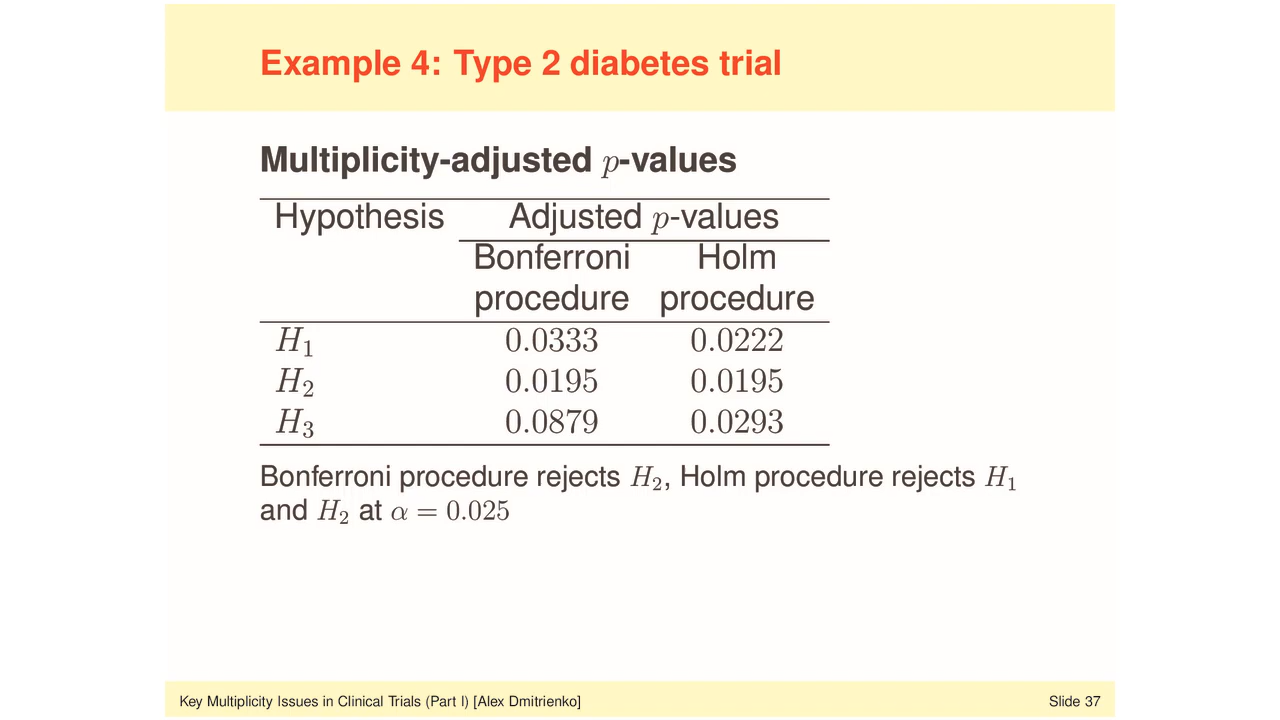 Example 4: Type 2 diabetes trial
Multiplicity-adjusted p-values
Hypothesis Adjusted p-values
Bonferroni Holm
procedure procedure
H₁ 0.0333 0.0222
H₂ 0.0195 0.0195
H₃ 0.0879 0.0293
Bonferroni procedure rejects H₂, Holm procedure rejects H₁
and H₂ at α = 0.025
Key Multiplicity Issues in Clinical Trials (Part I) [Alex Dmitrienko] Slide 37